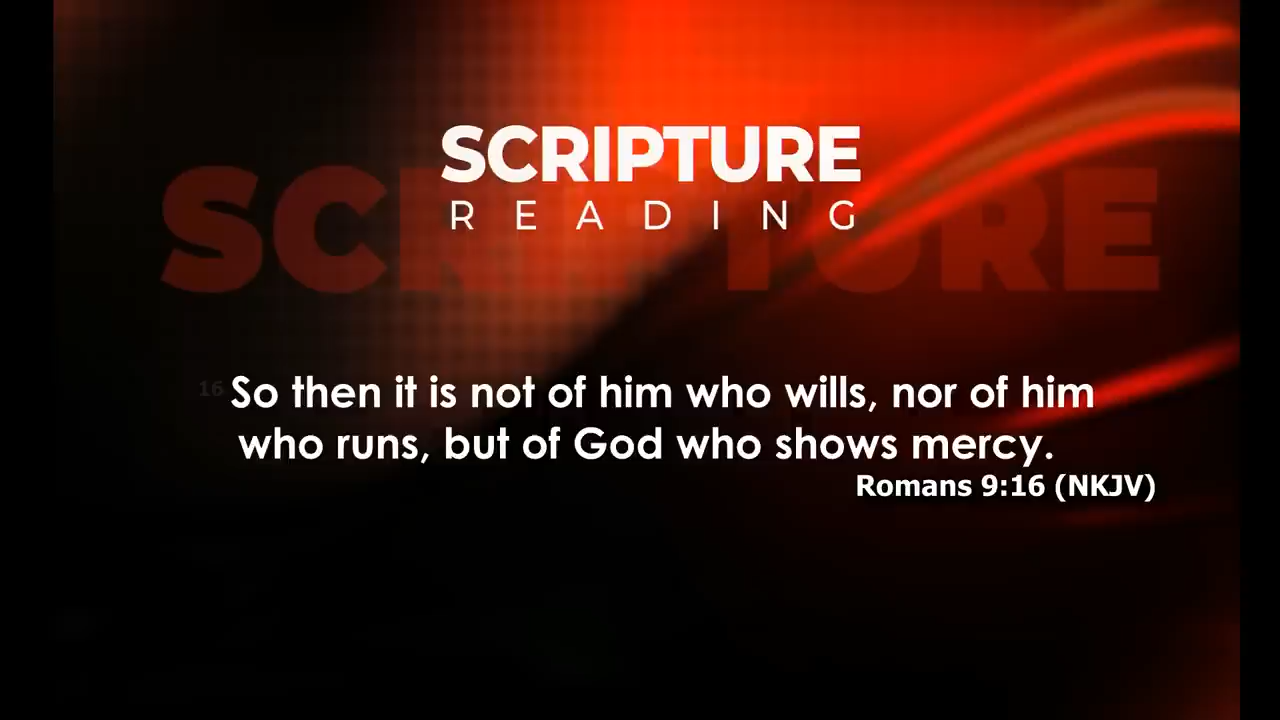 SCRIPTURE
READING
SCRIPTURE
16 So then it is not of him who wills, nor of him
who runs, but of God who shows mercy.
Romans 9:16 (NKJV)